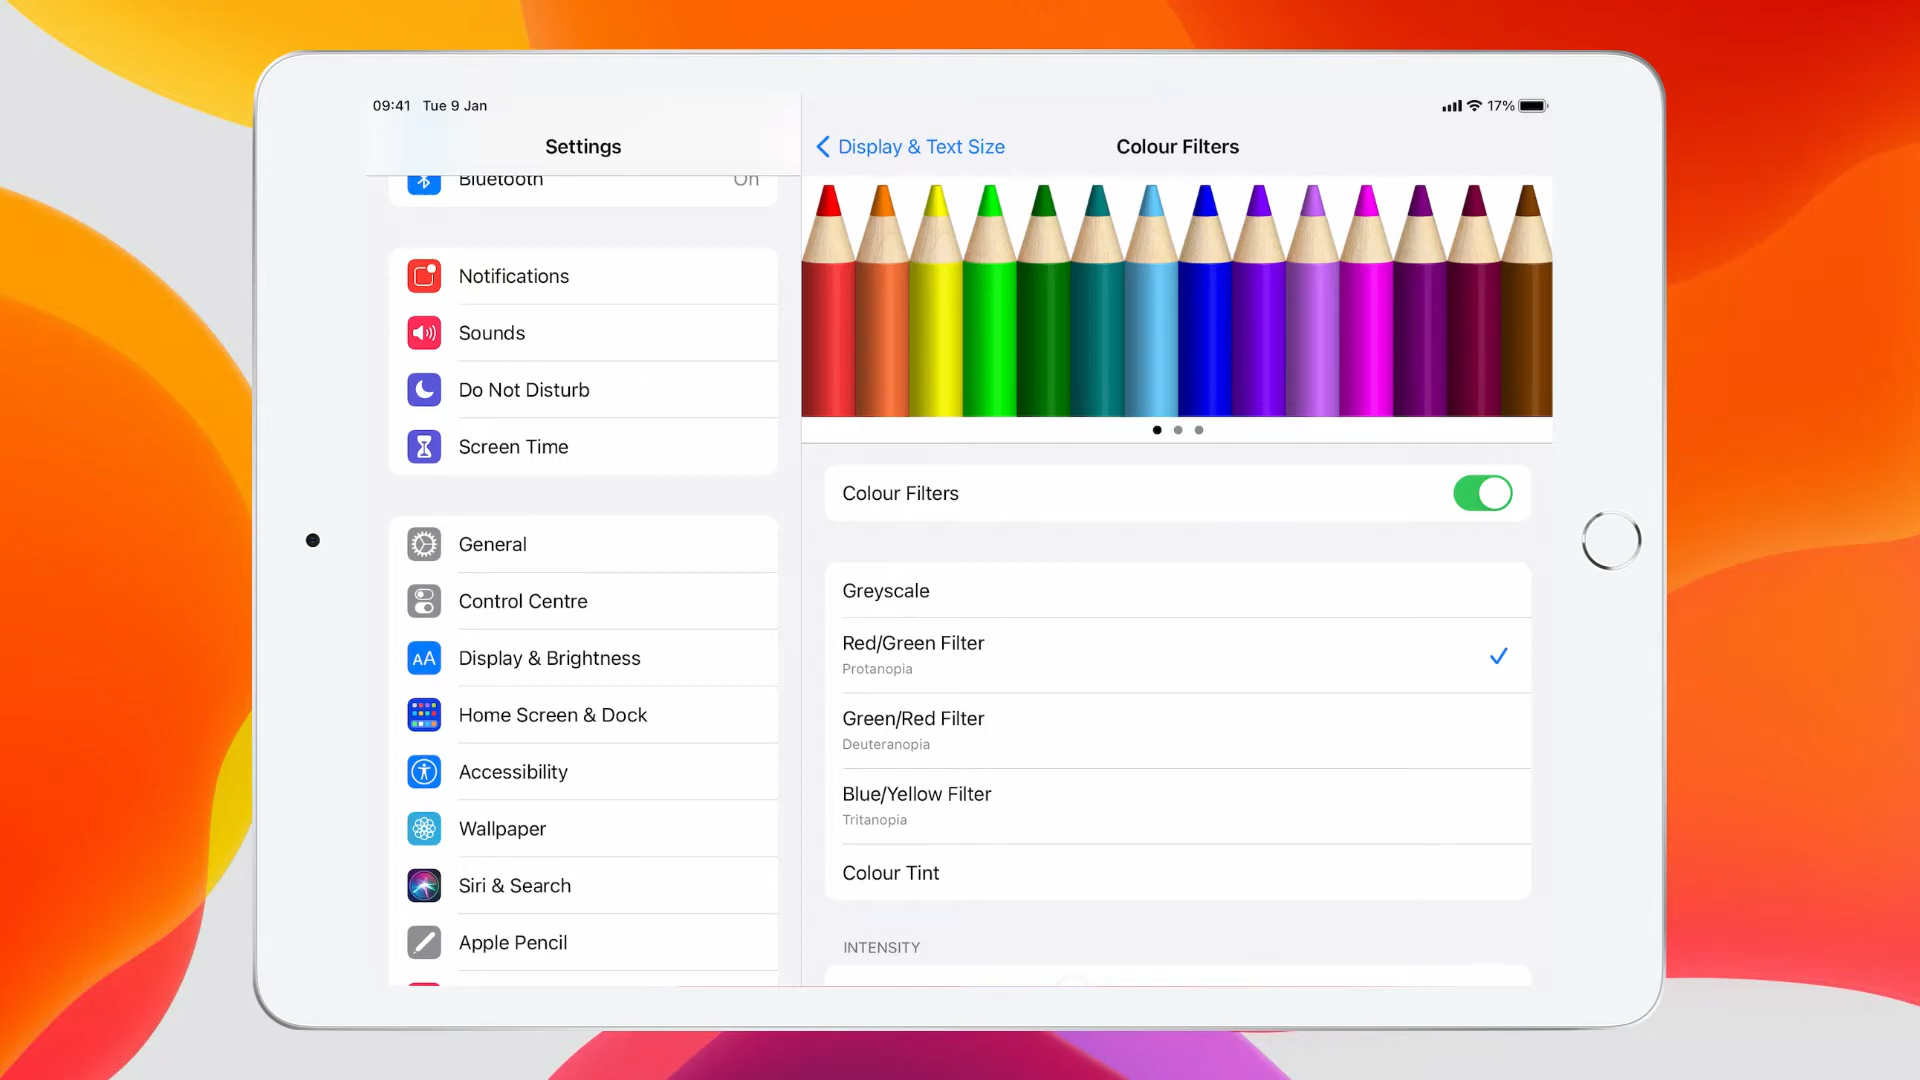 09:41 Tue 9 Jan
17%
Settings
Display & Text Size
Colour Filters
Bluetooth
On
Notifications
Sounds
Do Not Disturb
Screen Time
General
Control Centre
AA
Display & Brightness
Home Screen & Dock
Accessibility
Wallpaper
Siri & Search
Apple Pencil
Colour Filters
Greyscale
Red/Green Filter
Protanopia
Green/Red Filter
Deuteranopia
Blue/Yellow Filter
Tritanopia
Colour Tint
INTENSITY